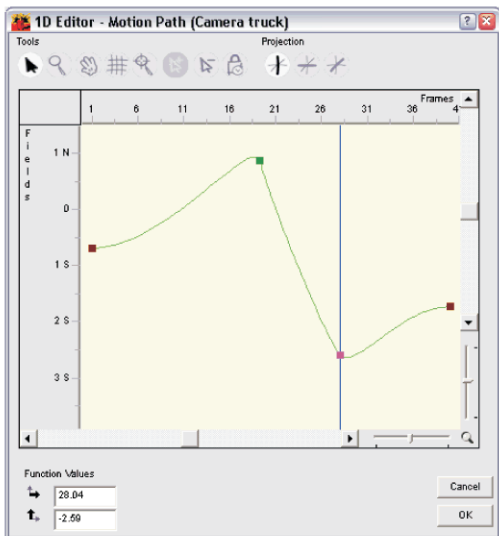 1D Editor - Motion Path (Camera truck)
Tools
Projection
Frames
1 6 11 16 21 26 31 36 4
Fields
1 N
0
1 S
2 S
3 S
Function Values
28.04
-2.59
Cancel
OK